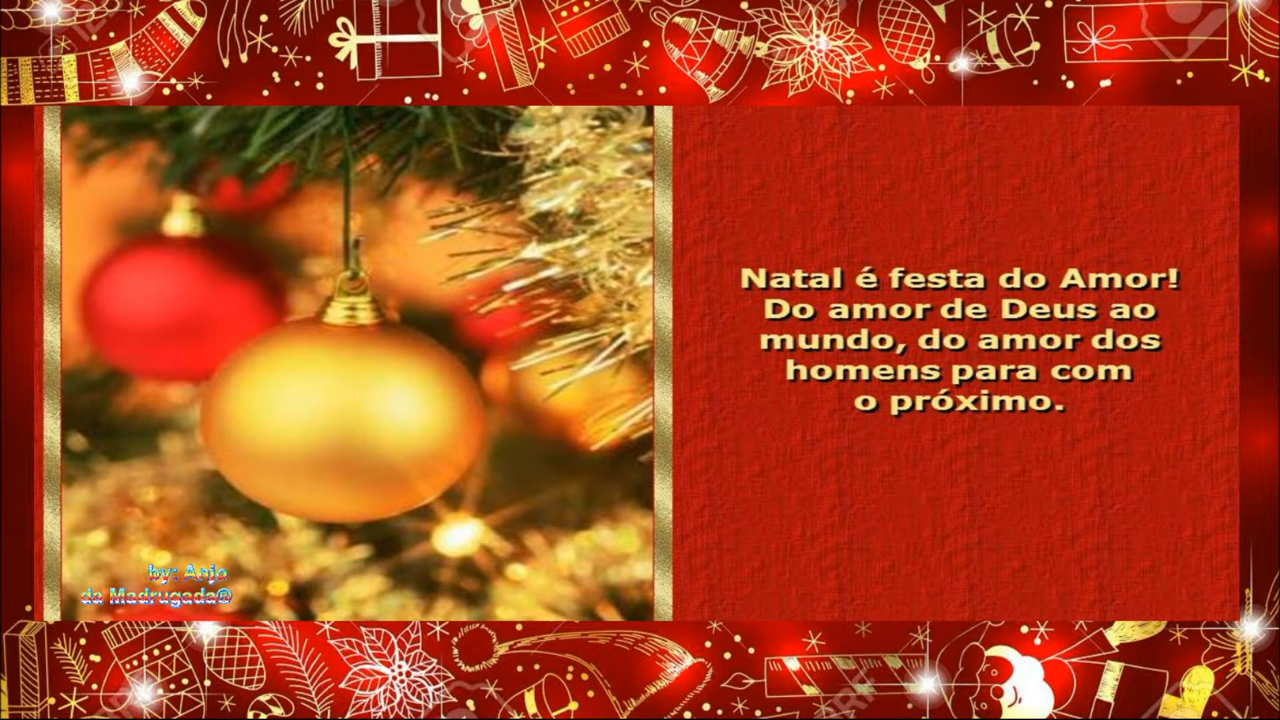 Natal é festa do Amor!
Do amor de Deus ao
mundo, do amor dos
homens para com
o próximo.
by: Anjo
da Madrugada®